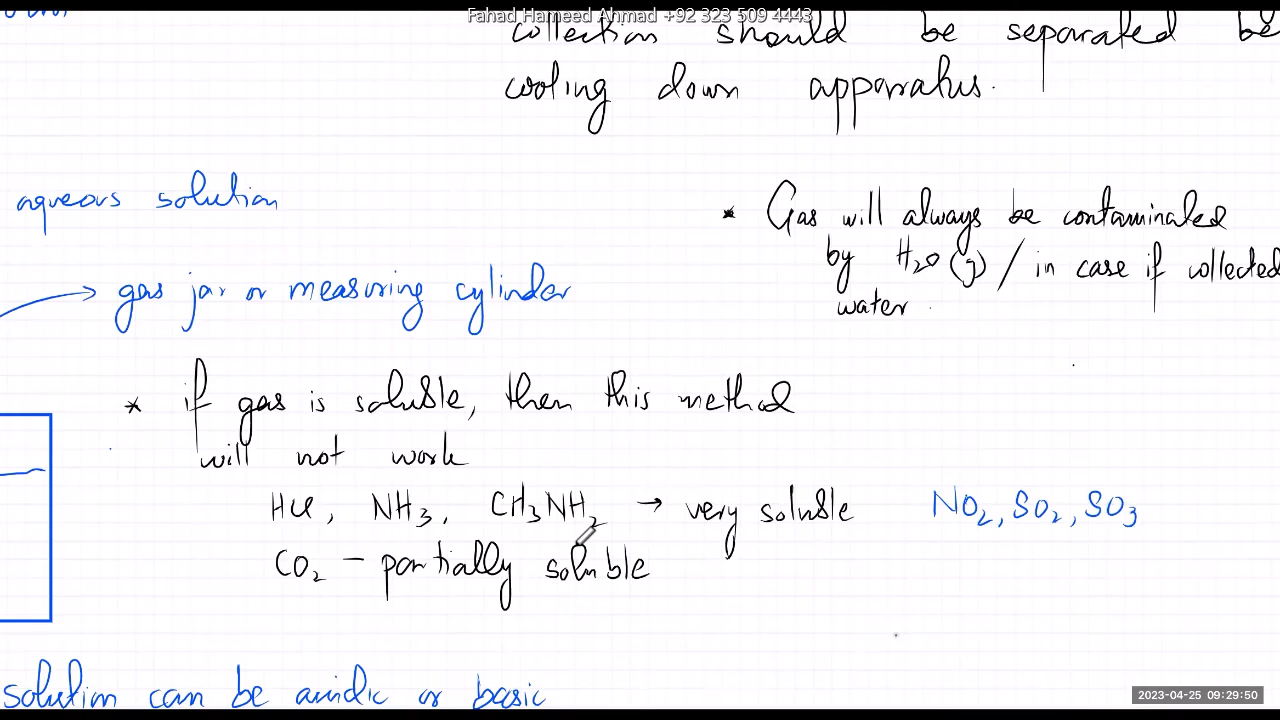 Fahad Hameed Ahmad +92 323 509 4443
collection should be separated be
cooling down apparatus.
aqueous solution
* Gas will always be contaminated
by H₂O (g) / in case if collected
water
gas jar or measuring cylinder
* if gas is soluble, then this method
will not work
HCl, NH₃, CH₃NH₂ → very soluble NO₂, SO₂, SO₃
CO₂ – partially soluble
solution can be acidic or basic
2023-04-25 09:29:50